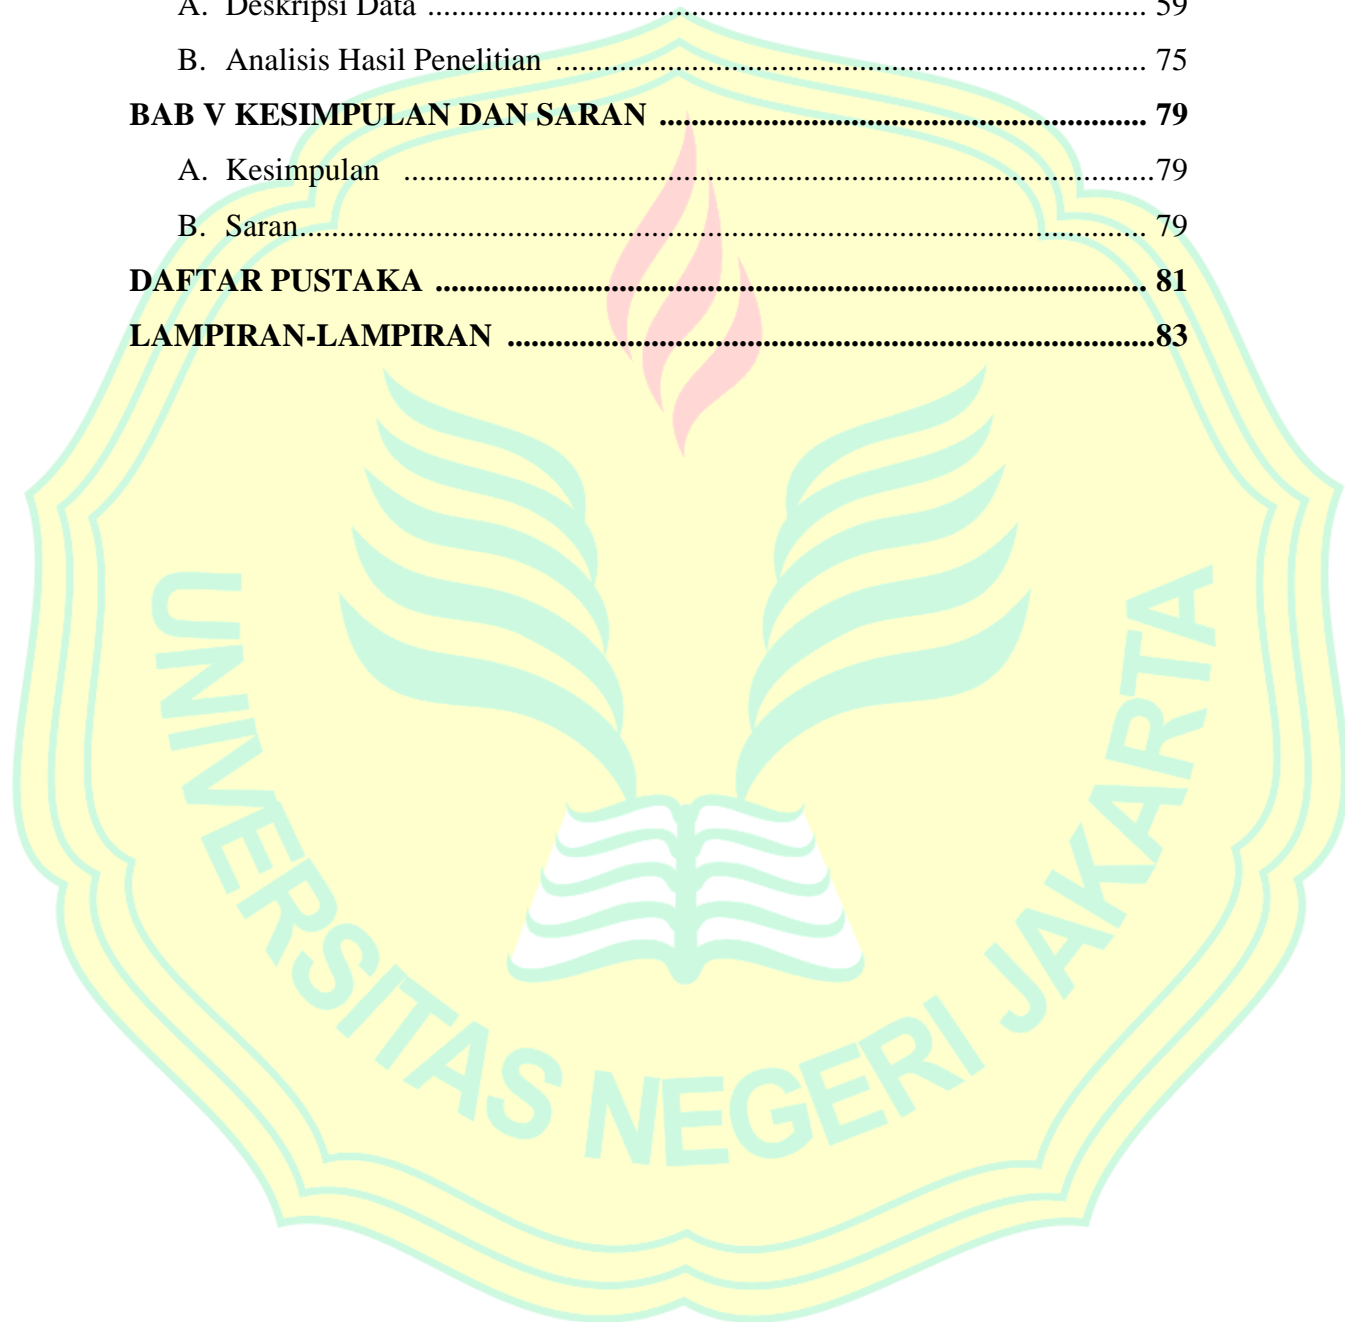 A. Deskripsi Data ........................................................................................... 59
B. Analisis Hasil Penelitian ........................................................................... 75
BAB V KESIMPULAN DAN SARAN ............................................................. 79
A. Kesimpulan ...............................................................................................79
B. Saran........................................................................................................... 79
DAFTAR PUSTAKA ......................................................................................... 81
LAMPIRAN-LAMPIRAN ..................................................................................83
UNIVERSITAS NEGERI JAKARTA